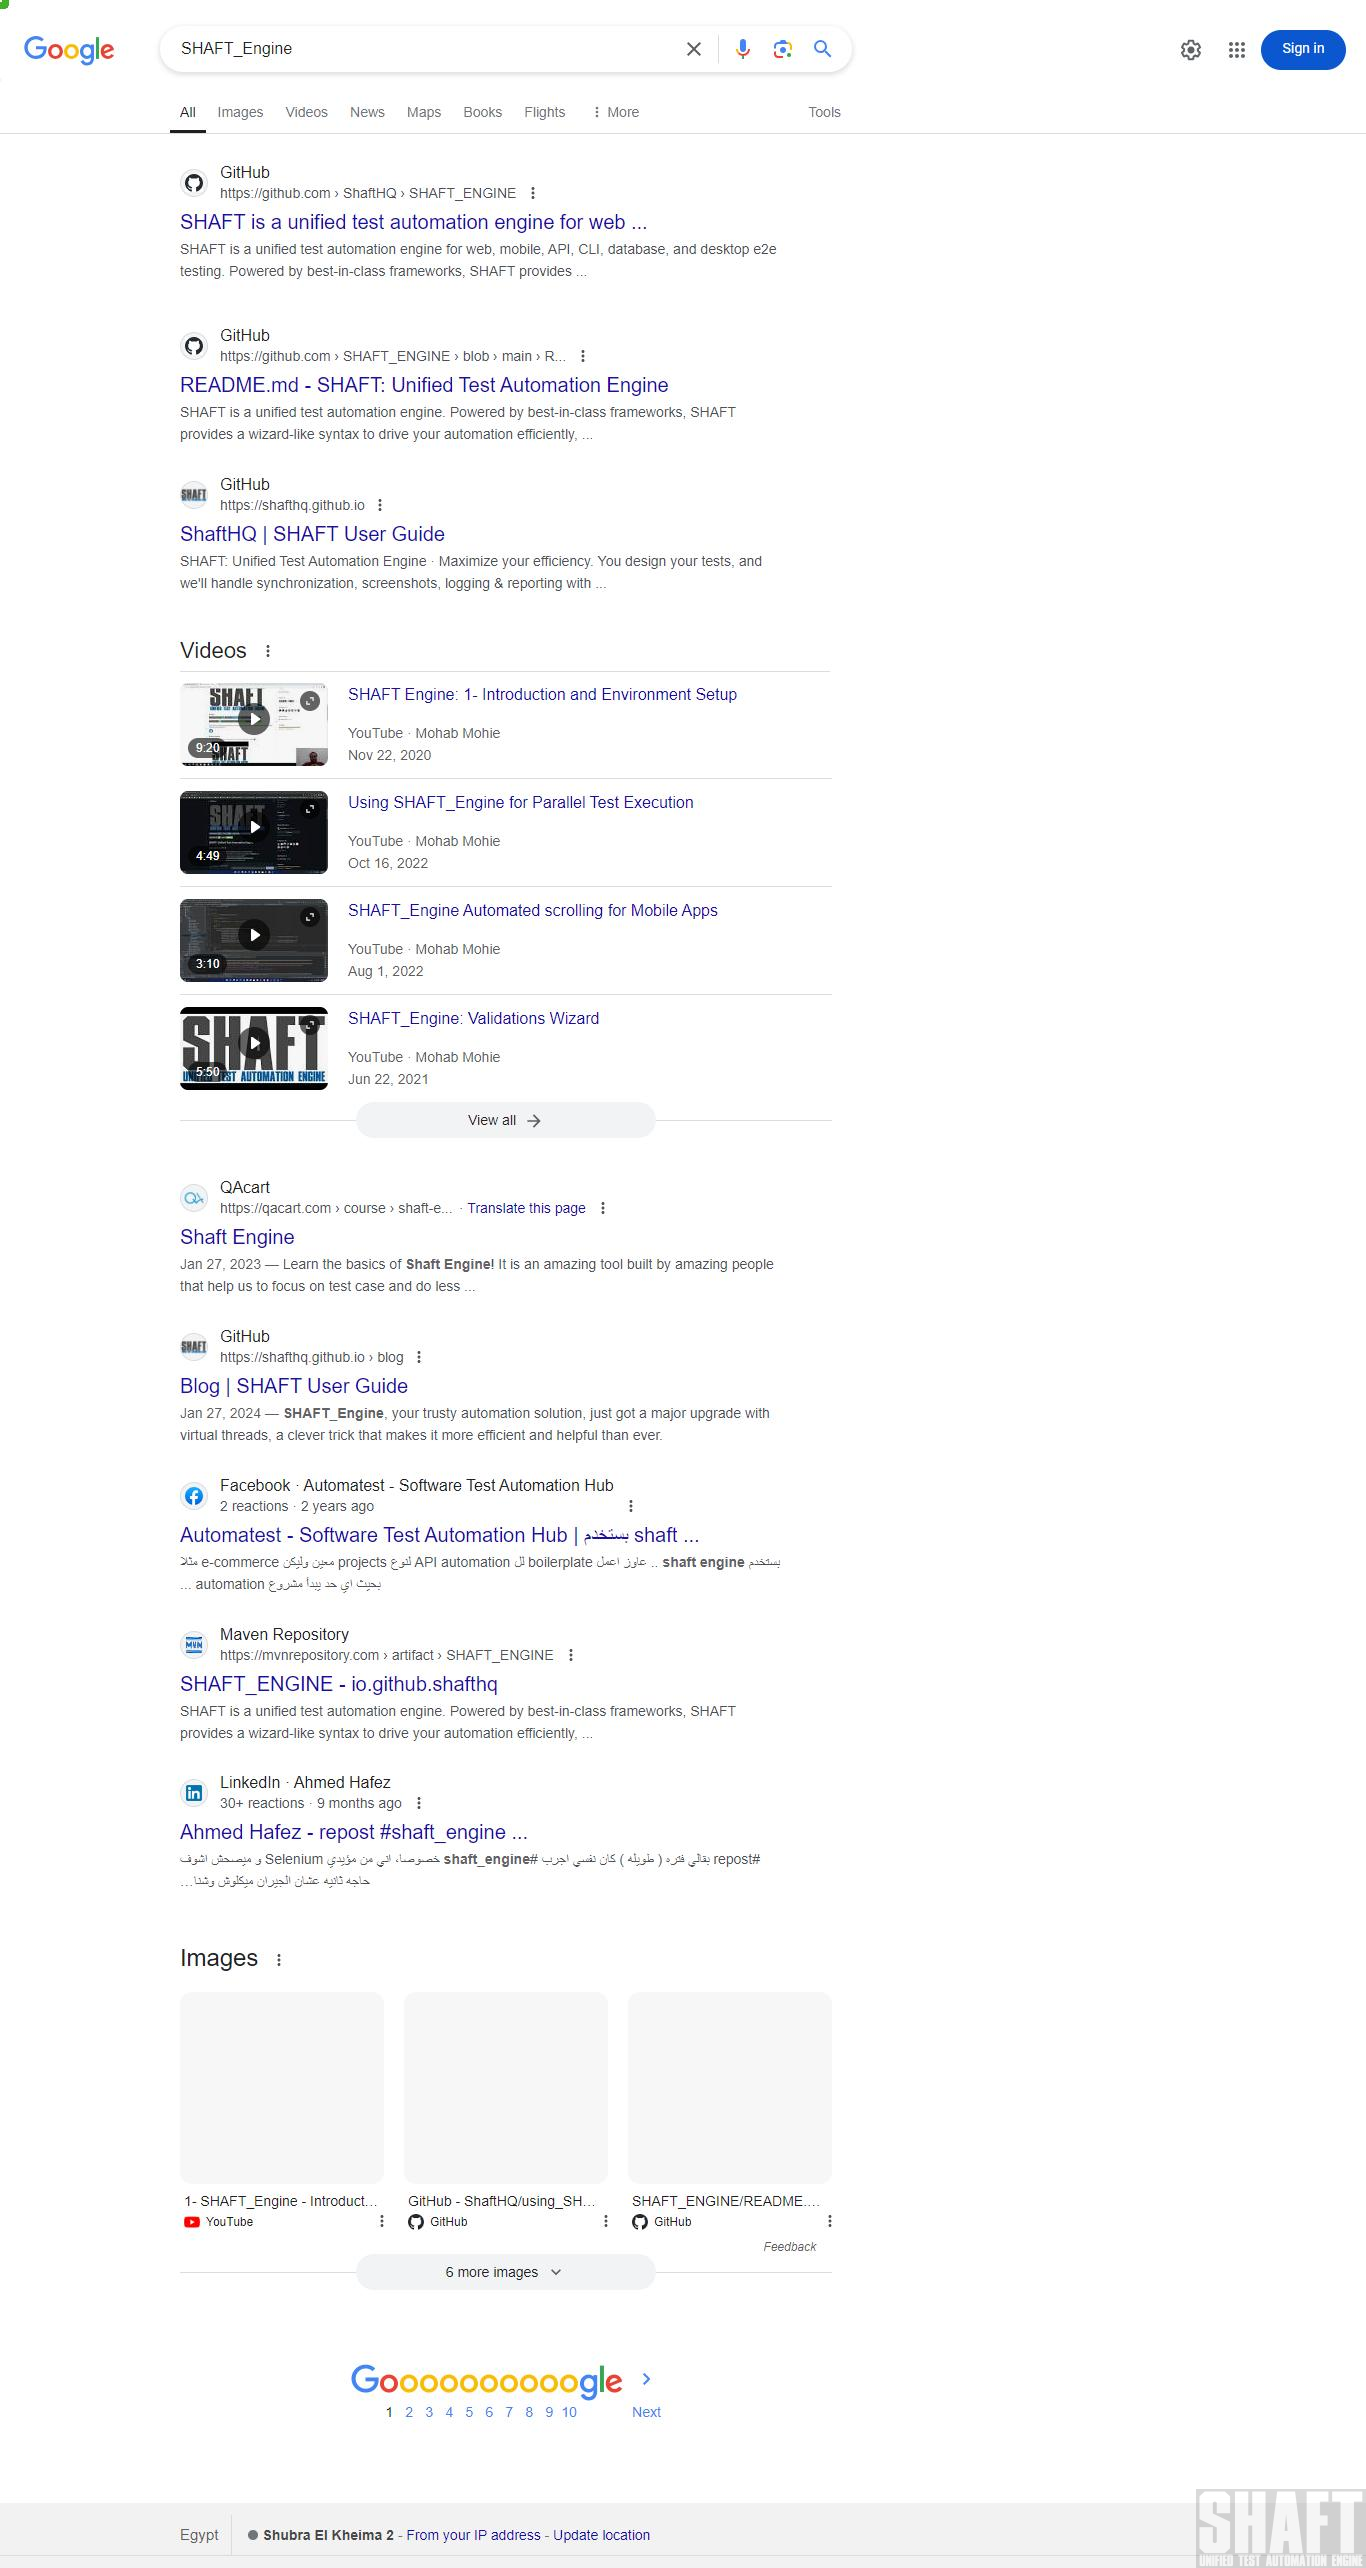 Google
SHAFT_Engine
Sign in
All Images Videos News Maps Books Flights More Tools
GitHub
https://github.com › ShaftHQ › SHAFT_ENGINE
SHAFT is a unified test automation engine for web ...
SHAFT is a unified test automation engine for web, mobile, API, CLI, database, and desktop e2e
testing. Powered by best-in-class frameworks, SHAFT provides ...
GitHub
https://github.com › SHAFT_ENGINE › blob › main › R...
README.md - SHAFT: Unified Test Automation Engine
SHAFT is a unified test automation engine. Powered by best-in-class frameworks, SHAFT
provides a wizard-like syntax to drive your automation efficiently, ...
SHAFT
GitHub
https://shafthq.github.io
ShaftHQ | SHAFT User Guide
SHAFT: Unified Test Automation Engine · Maximize your efficiency. You design your tests, and
we'll handle synchronization, screenshots, logging & reporting with ...
Videos
SHAFT
9:20
SHAFT Engine: 1- Introduction and Environment Setup
YouTube · Mohab Mohie
Nov 22, 2020
SHAFT
4:49
Using SHAFT_Engine for Parallel Test Execution
YouTube · Mohab Mohie
Oct 16, 2022
3:10
SHAFT_Engine Automated scrolling for Mobile Apps
YouTube · Mohab Mohie
Aug 1, 2022
SHAFT
5:50
UNIFIED TEST AUTOMATION ENGINE
SHAFT_Engine: Validations Wizard
YouTube · Mohab Mohie
Jun 22, 2021
View all
QAcart
https://qacart.com › course › shaft-e... · Translate this page
Shaft Engine
Jan 27, 2023 — Learn the basics of Shaft Engine! It is an amazing tool built by amazing people
that help us to focus on test case and do less ...
SHAFT
GitHub
https://shafthq.github.io › blog
Blog | SHAFT User Guide
Jan 27, 2024 — SHAFT_Engine, your trusty automation solution, just got a major upgrade with
virtual threads, a clever trick that makes it more efficient and helpful than ever.
Facebook · Automatest - Software Test Automation Hub
2 reactions · 2 years ago
Automatest - Software Test Automation Hub | بستخدم shaft ...
بستخدم shaft engine .. عاوز اعمل boilerplate لل API automation لنوع projects معين وليكن e-commerce مثلا
بحيث اي حد يبدأ مشروع automation ...
MVN
Maven Repository
https://mvnrepository.com › artifact › SHAFT_ENGINE
SHAFT_ENGINE - io.github.shafthq
SHAFT is a unified test automation engine. Powered by best-in-class frameworks, SHAFT
provides a wizard-like syntax to drive your automation efficiently, ...
in
LinkedIn · Ahmed Hafez
30+ reactions · 9 months ago
Ahmed Hafez - repost #shaft_engine ...
#repost بقالي فتره ( طويله ) كان نفسي اجرب #shaft_engine خصوصا، اني من مؤيدي Selenium و ميصحش اشوف
حاجه ثانيه عشان الجيران ميكلوش وشنا…
Images
1- SHAFT_Engine - Introduct...
YouTube
GitHub - ShaftHQ/using_SH...
GitHub
SHAFT_ENGINE/README....
GitHub
Feedback
6 more images
Goooooooooogle
1 2 3 4 5 6 7 8 9 10 Next
Egypt
Shubra El Kheima 2 - From your IP address - Update location
SHAFT
UNIFIED TEST AUTOMATION ENGINE